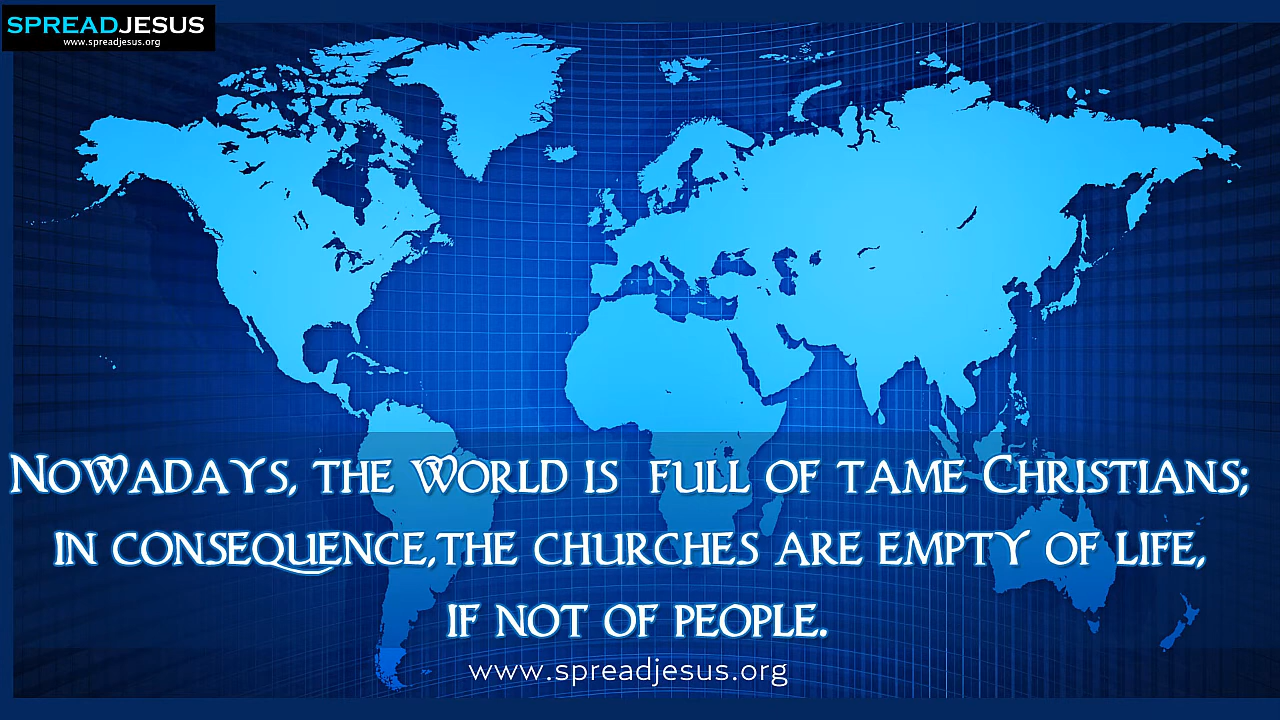 SPREADJESUS
www.spreadjesus.org
Nowadays, the world is full of tame Christians;
in consequence,the churches are empty of life,
if not of people.
www.spreadjesus.org